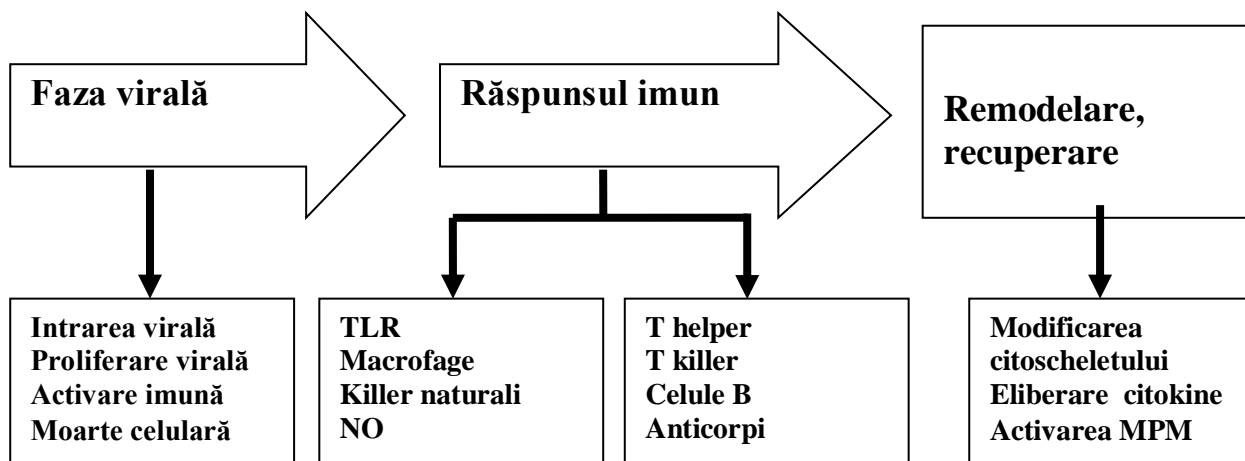 Faza virală
Răspunsul imun
Remodelare,
recuperare
Intrarea virală
Proliferare virală
Activare imună
Moarte celulară
TLR
Macrofage
Killer naturali
NO
T helper
T killer
Celule B
Anticorpi
Modificarea
citoscheletului
Eliberare citokine
Activarea MPM